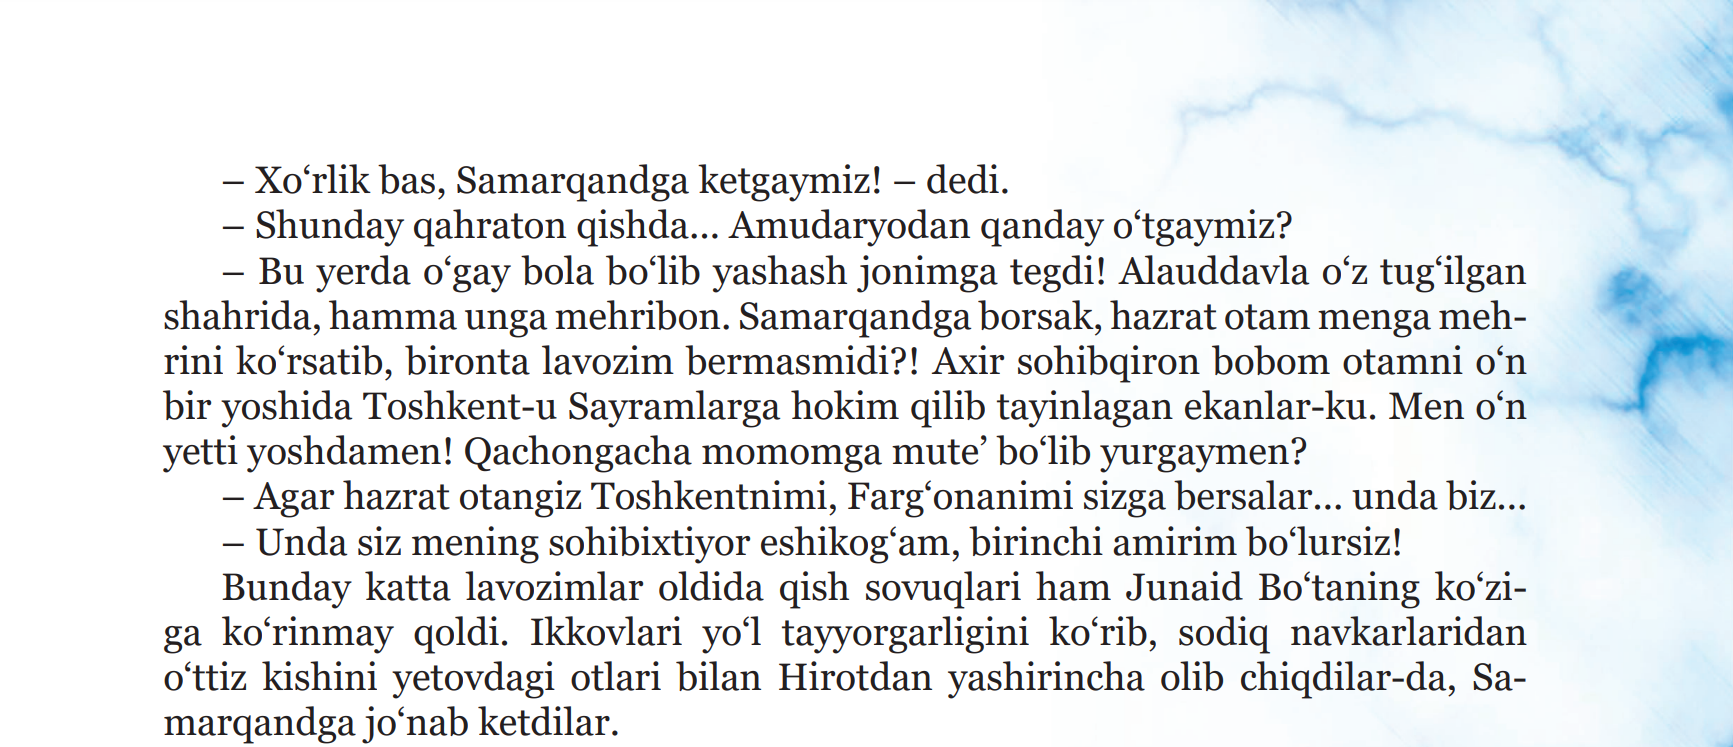 – Xo‘rlik bas, Samarqandga ketgaymiz! – dedi.
– Shunday qahraton qishda... Amudaryodan qanday o‘tgaymiz?
– Bu yerda o‘gay bola bo‘lib yashash jonimga tegdi! Alauddavla o‘z tug‘ilgan
shahrida, hamma unga mehribon. Samarqandga borsak, hazrat otam menga meh-
rini ko‘rsatib, bironta lavozim bermasmidi?! Axir sohibqiron bobom otamni o‘n
bir yoshida Toshkent-u Sayramlarga hokim qilib tayinlagan ekanlar-ku. Men o‘n
yetti yoshdamen! Qachongacha momomga mute’ bo‘lib yurgaymen?
– Agar hazrat otangiz Toshkentnimi, Farg‘onanimi sizga bersalar... unda biz...
– Unda siz mening sohibixtiyor eshikog‘am, birinchi amirim bo‘lursiz!
Bunday katta lavozimlar oldida qish sovuqlari ham Junaid Bo‘taning ko‘zi-
ga ko‘rinmay qoldi. Ikkovlari yo‘l tayyorgarligini ko‘rib, sodiq navkarlaridan
o‘ttiz kishini yetovdagi otlari bilan Hirotdan yashirincha olib chiqdilar-da, Sa-
marqandga jo‘nab ketdilar.